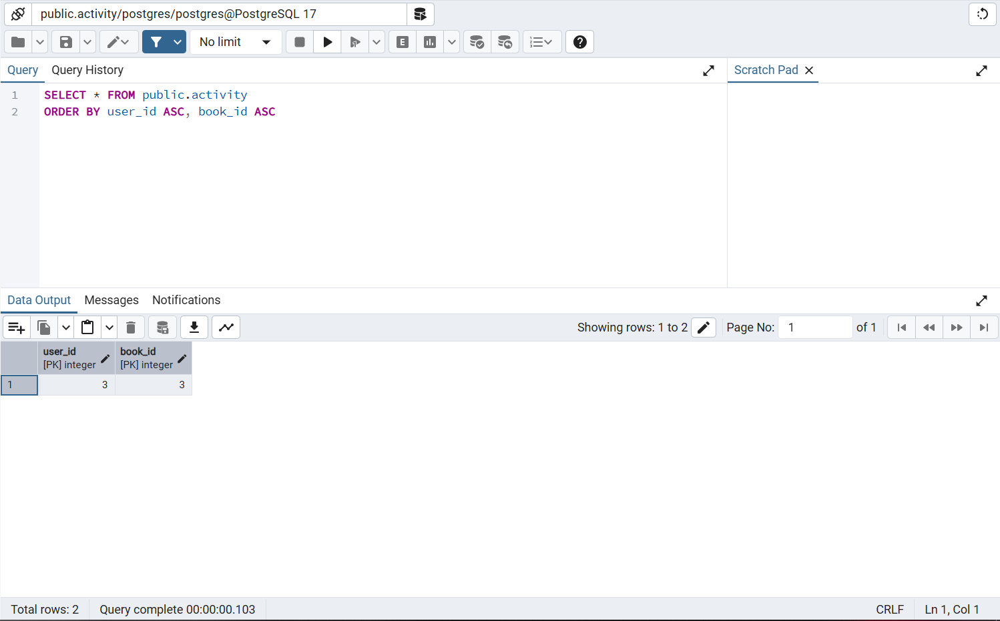 public.activity/postgres/postgres@PostgreSQL 17
No limit
E
Query Query History
Scratch Pad
1 SELECT * FROM public.activity
2 ORDER BY user_id ASC, book_id ASC
Data Output Messages Notifications
Showing rows: 1 to 2 Page No: 1 of 1
user_id book_id
[PK] integer [PK] integer
1 3 3
Total rows: 2 Query complete 00:00:00.103 CRLF Ln 1, Col 1